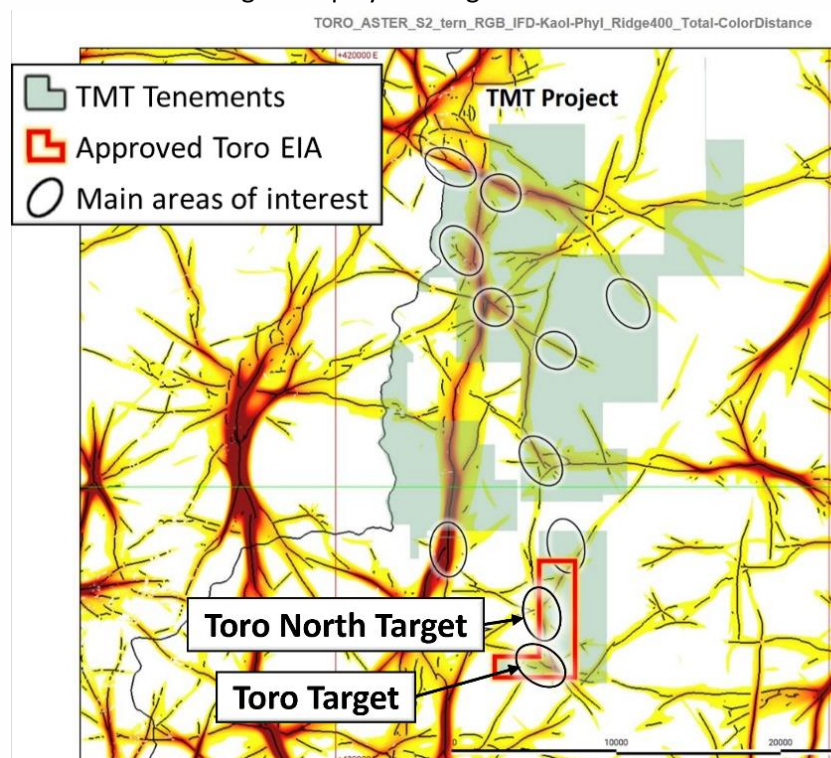 TORO_ASTER_S2_tern_RGB_IFD-Kaol-Phyl_Ridge400_Total-ColorDistance
+420000 E
TMT Tenements
Approved Toro EIA
Main areas of interest
TMT Project
Toro North Target
Toro Target
0 10000 20000